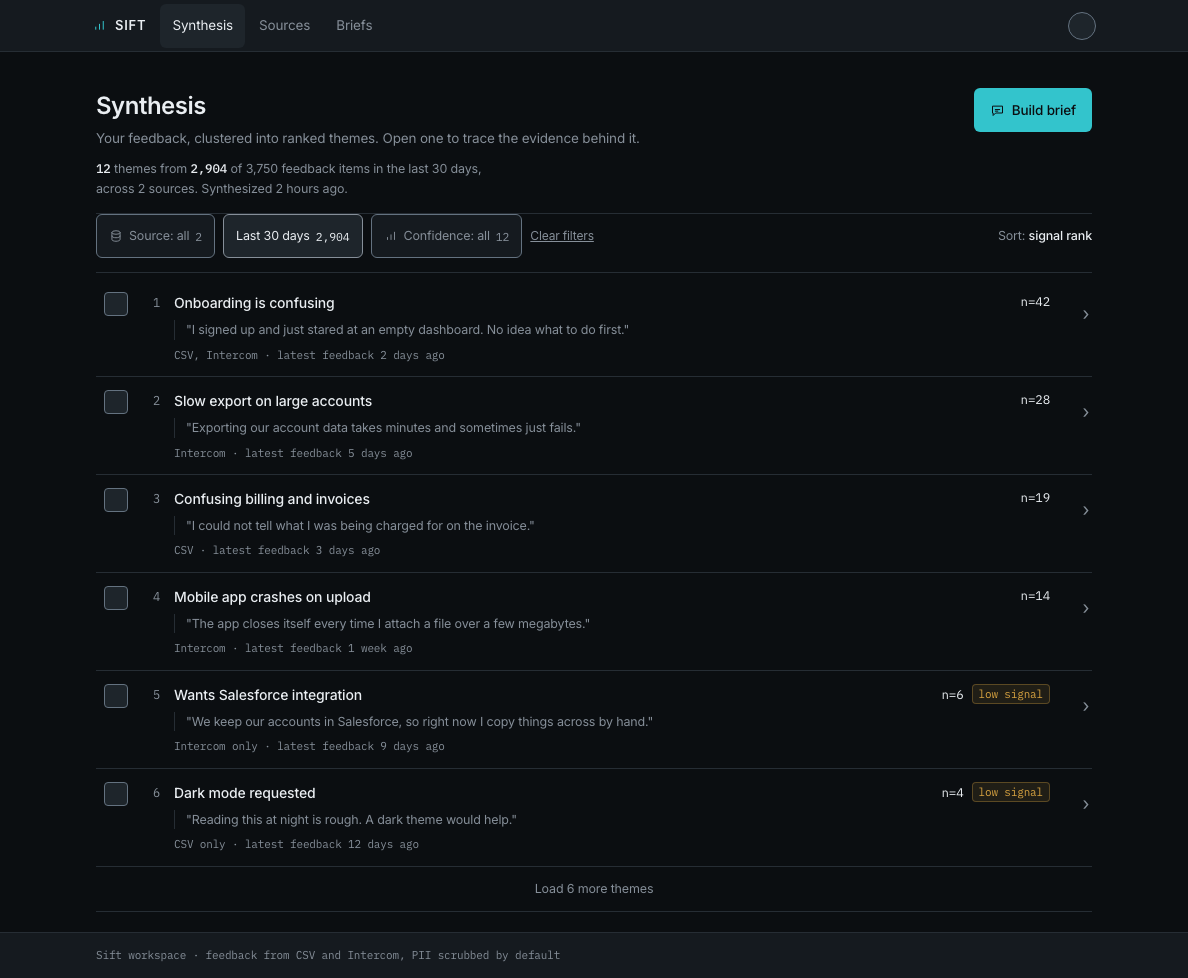 SIFT Synthesis Sources Briefs
Synthesis
Build brief
Your feedback, clustered into ranked themes. Open one to trace the evidence behind it.
12 themes from 2,904 of 3,750 feedback items in the last 30 days,
across 2 sources. Synthesized 2 hours ago.
Source: all 2 Last 30 days 2,904 Confidence: all 12 Clear filters Sort: signal rank
1 Onboarding is confusing n=42
"I signed up and just stared at an empty dashboard. No idea what to do first."
CSV, Intercom · latest feedback 2 days ago
2 Slow export on large accounts n=28
"Exporting our account data takes minutes and sometimes just fails."
Intercom · latest feedback 5 days ago
3 Confusing billing and invoices n=19
"I could not tell what I was being charged for on the invoice."
CSV · latest feedback 3 days ago
4 Mobile app crashes on upload n=14
"The app closes itself every time I attach a file over a few megabytes."
Intercom · latest feedback 1 week ago
5 Wants Salesforce integration n=6 low signal
"We keep our accounts in Salesforce, so right now I copy things across by hand."
Intercom only · latest feedback 9 days ago
6 Dark mode requested n=4 low signal
"Reading this at night is rough. A dark theme would help."
CSV only · latest feedback 12 days ago
Load 6 more themes
Sift workspace · feedback from CSV and Intercom, PII scrubbed by default